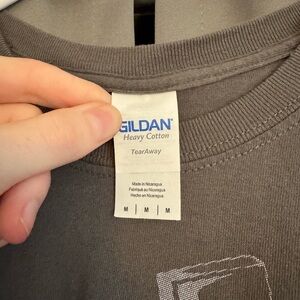 GILDAN
Heavy Cotton
TearAway
Made in Nicaragua
Fabriqué au Nicaragua
Hecho en Nicaragua
M M M